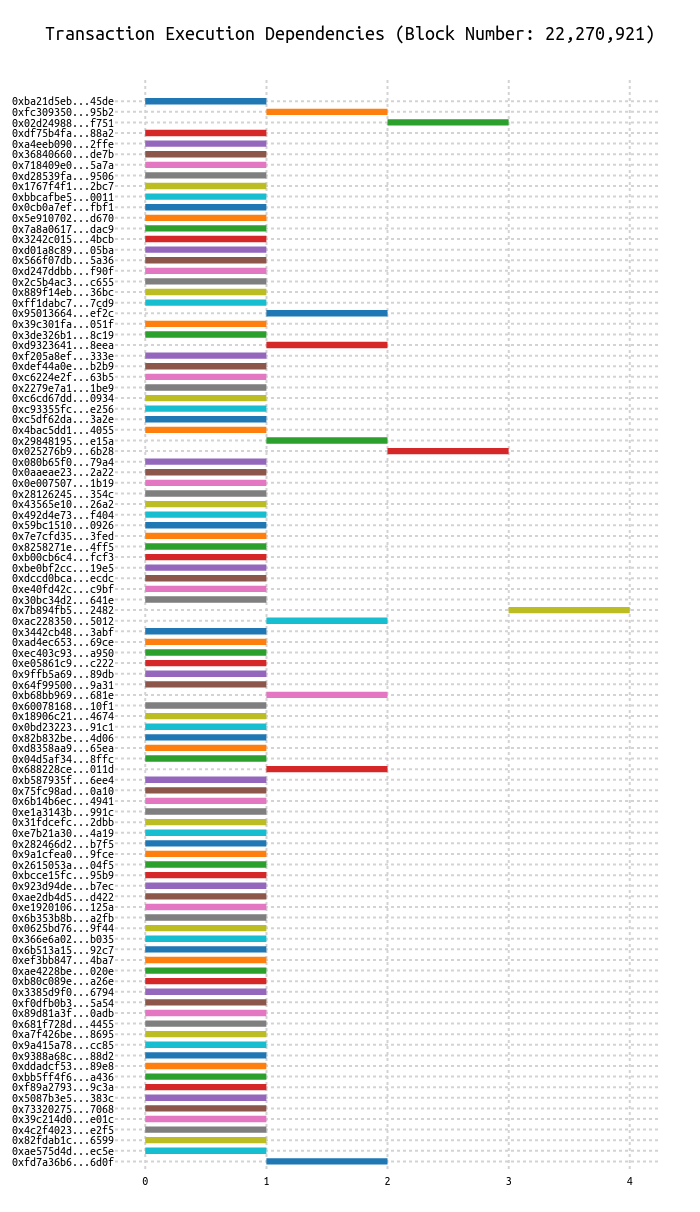 Transaction Execution Dependencies (Block Number: 22,270,921)
0xba21d5eb...45de
0xfc309350...95b2
0x02d24988...f751
0xdf75b4fa...88a2
0xa4eeb090...2ffe
0x36840660...de7b
0x718409e0...5a7a
0xd28539fa...9506
0x1767f4f1...2bc7
0xbbcafbe5...0011
0x0cb0a7ef...fbf1
0x5e910702...d670
0x7a8a0617...dac9
0x3242c015...4bcb
0xd01a8c89...05ba
0x566f07db...5a36
0xd247ddbb...f90f
0x2c5b4ac3...c655
0x889f14eb...36bc
0xff1dabc7...7cd9
0x95013664...ef2c
0x39c301fa...051f
0x3de326b1...8c19
0xd9323641...8eea
0xf205a8ef...333e
0xdef44a0e...b2b9
0xc6224e2f...63b5
0x2279e7a1...1be9
0xc6cd67dd...0934
0xc93355fc...e256
0xc5df62da...3a2e
0x4bac5dd1...4055
0x29848195...e15a
0x025276b9...6b28
0x080b65f0...79a4
0x0aaeae23...2a22
0x0e007507...1b19
0x28126245...354c
0x43565e10...26a2
0x492d4e73...f404
0x59bc1510...0926
0x7e7cfd35...3fed
0x8258271e...4ff5
0xb00cb6c4...fcf3
0xbe0bf2cc...19e5
0xdccd0bca...ecdc
0xe40fd42c...c9bf
0x30bc34d2...641e
0x7b894fb5...2482
0xac228350...5012
0x3442cb48...3abf
0xad4ec653...69ce
0xec403c93...a950
0xe05861c9...c222
0x9ffb5a69...89db
0x64f99500...9a31
0xb68bb969...681e
0x60078168...10f1
0x18906c21...4674
0x0bd23223...91c1
0x82b832be...4d06
0xd8358aa9...65ea
0x04d5af34...8ffc
0x688228ce...011d
0xb587935f...6ee4
0x75fc98ad...0a10
0x6b14b6ec...4941
0xe1a3143b...991c
0x31fdcefc...2dbb
0xe7b21a30...4a19
0x282466d2...b7f5
0x9a1cfea0...9fce
0x2615053a...04f5
0xbcce15fc...95b9
0x923d94de...b7ec
0xae2db4d5...d422
0xe1920106...125a
0x6b353b8b...a2fb
0x0625bd76...9f44
0x366e6a02...b035
0x6b513a15...92c7
0xef3bb847...4ba7
0xae4228be...020e
0xb80c089e...a26e
0x3385d9f0...6794
0xf0dfb0b3...5a54
0x89d81a3f...0adb
0x681f728d...4455
0xa7f426be...8695
0x9a415a78...cc85
0x9388a68c...88d2
0xddadcf53...89e8
0xbb5ff4f6...a436
0xf89a2793...9c3a
0x5087b3e5...383c
0x73320275...7068
0x39c214d0...e01c
0x4c2f4023...e2f5
0x82fdab1c...6599
0xae575d4d...ec5e
0xfd7a36b6...6d0f
0 1 2 3 4